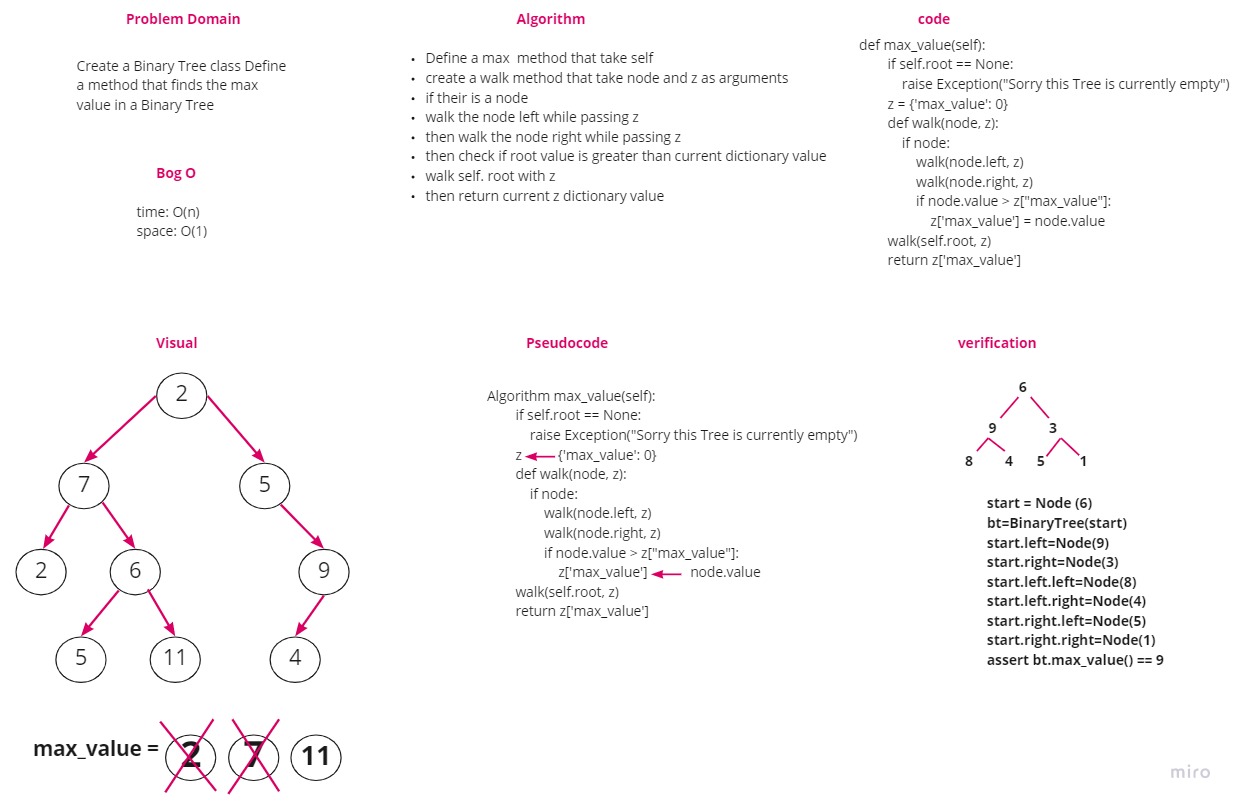 Problem Domain
Create a Binary Tree class Define
a method that finds the max
value in a Binary Tree
Bog O
time: O(n)
space: O(1)
Algorithm
• Define a max  method that take self
• create a walk method that take node and z as arguments
• if their is a node
• walk the node left while passing z
• then walk the node right while passing z
• then check if root value is greater than current dictionary value
• walk self. root with z
• then return current z dictionary value
code
def max_value(self):
if self.root == None:
raise Exception("Sorry this Tree is currently empty")
z = {'max_value': 0}
def walk(node, z):
if node:
walk(node.left, z)
walk(node.right, z)
if node.value > z["max_value"]:
z['max_value'] = node.value
walk(self.root, z)
return z['max_value']
Visual
2
7 5
2 6 9
5 11 4
max_value = 2 7 11
Pseudocode
Algorithm max_value(self):
if self.root == None:
raise Exception("Sorry this Tree is currently empty")
z {'max_value': 0}
def walk(node, z):
if node:
walk(node.left, z)
walk(node.right, z)
if node.value > z["max_value"]:
z['max_value'] node.value
walk(self.root, z)
return z['max_value']
verification
6
9 3
8 4 5 1
start = Node (6)
bt=BinaryTree(start)
start.left=Node(9)
start.right=Node(3)
start.left.left=Node(8)
start.left.right=Node(4)
start.right.left=Node(5)
start.right.right=Node(1)
assert bt.max_value() == 9
miro